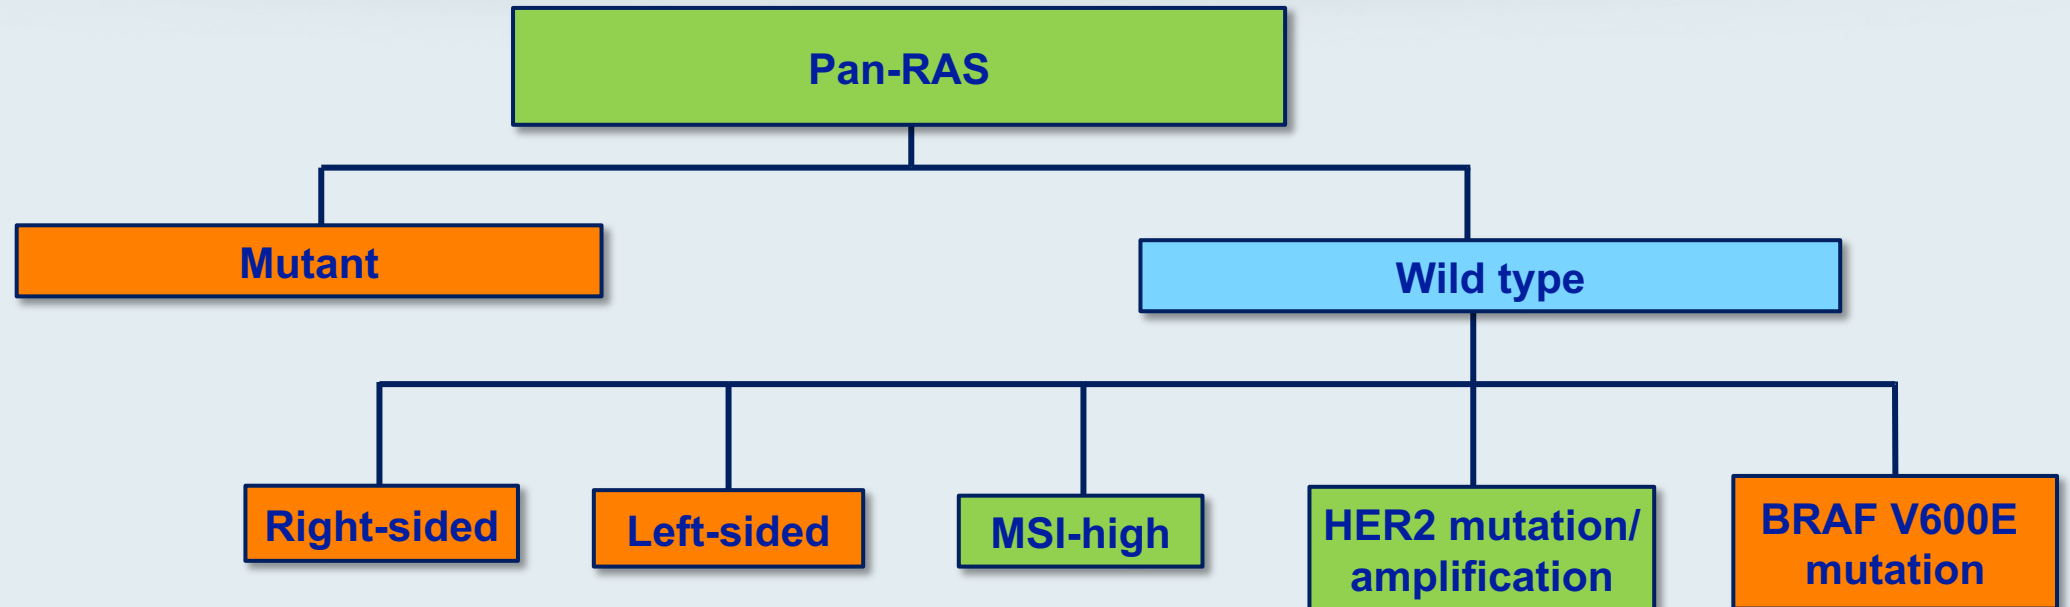 Pan-RAS
Mutant
Wild type
Right-sided
Left-sided
MSI-high
HER2 mutation/
amplification
BRAF V600E
mutation